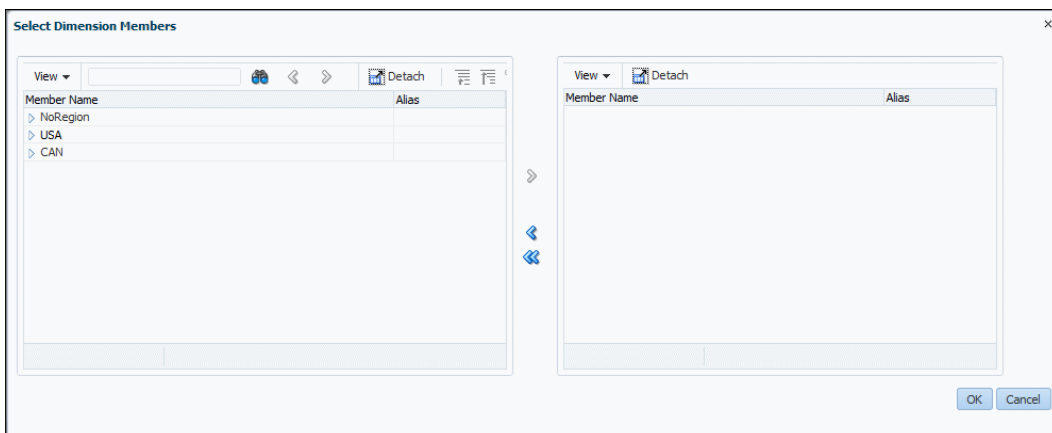 Select Dimension Members
View Detach
Member Name Alias
NoRegion
USA
CAN
View Detach
Member Name Alias
OK Cancel